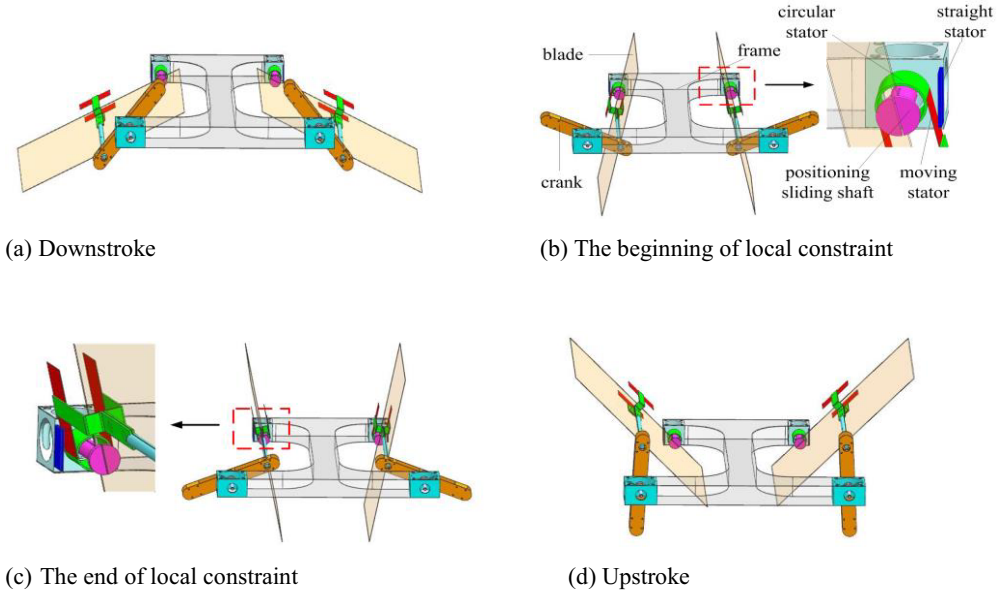 circular
stator
straight
stator
blade
frame
crank
positioning
sliding shaft
moving
stator
(a) Downstroke
(b) The beginning of local constraint
(c) The end of local constraint
(d) Upstroke